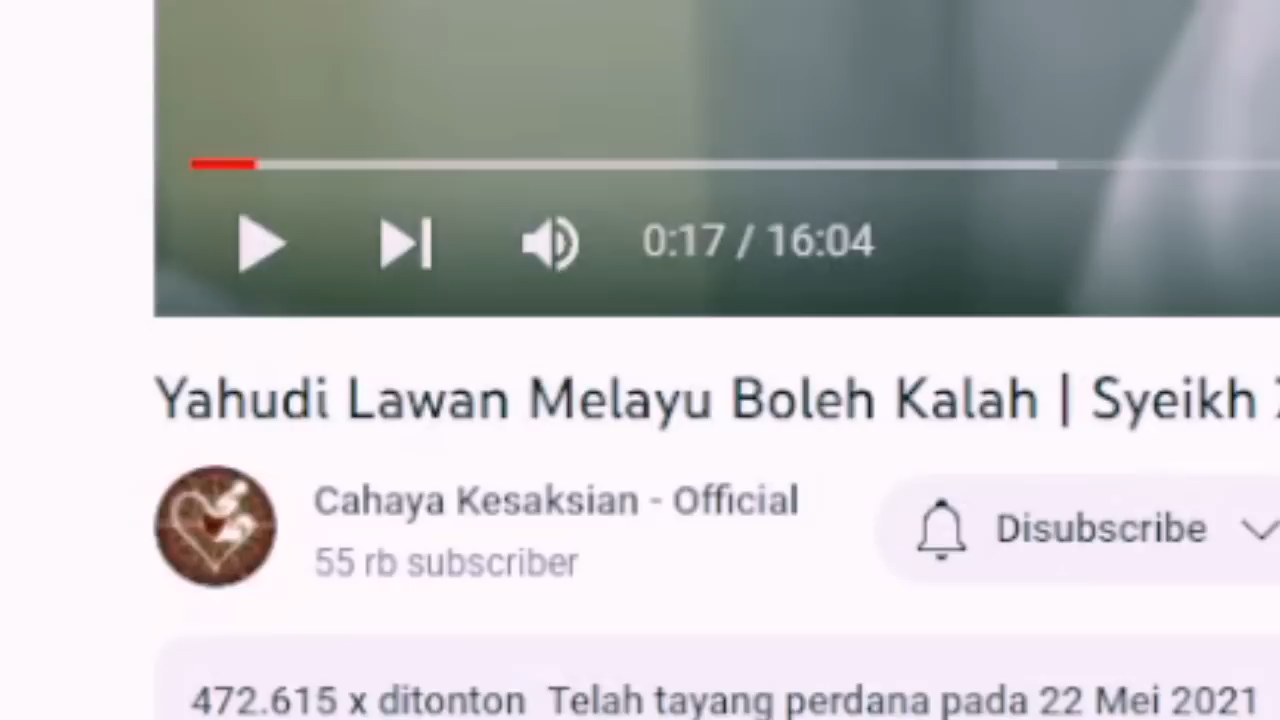 0:17 / 16:04
Yahudi Lawan Melayu Boleh Kalah | Syeikh
Cahaya Kesaksian - Official
55 rb subscriber
Disubscribe
472.615 x ditonton Telah tayang perdana pada 22 Mei 2021